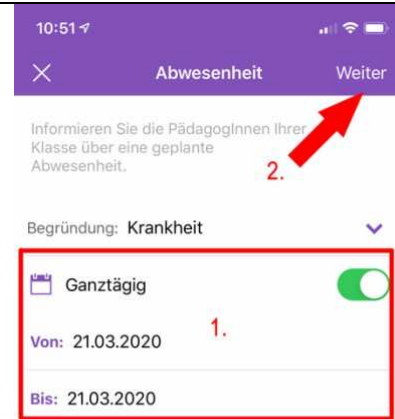 10:51
Abwesenheit Weiter
Informieren Sie die PädagogInnen Ihrer
Klasse über eine geplante
Abwesenheit.
2.
Begründung: Krankheit
Ganztägig
1.
Von: 21.03.2020
Bis: 21.03.2020